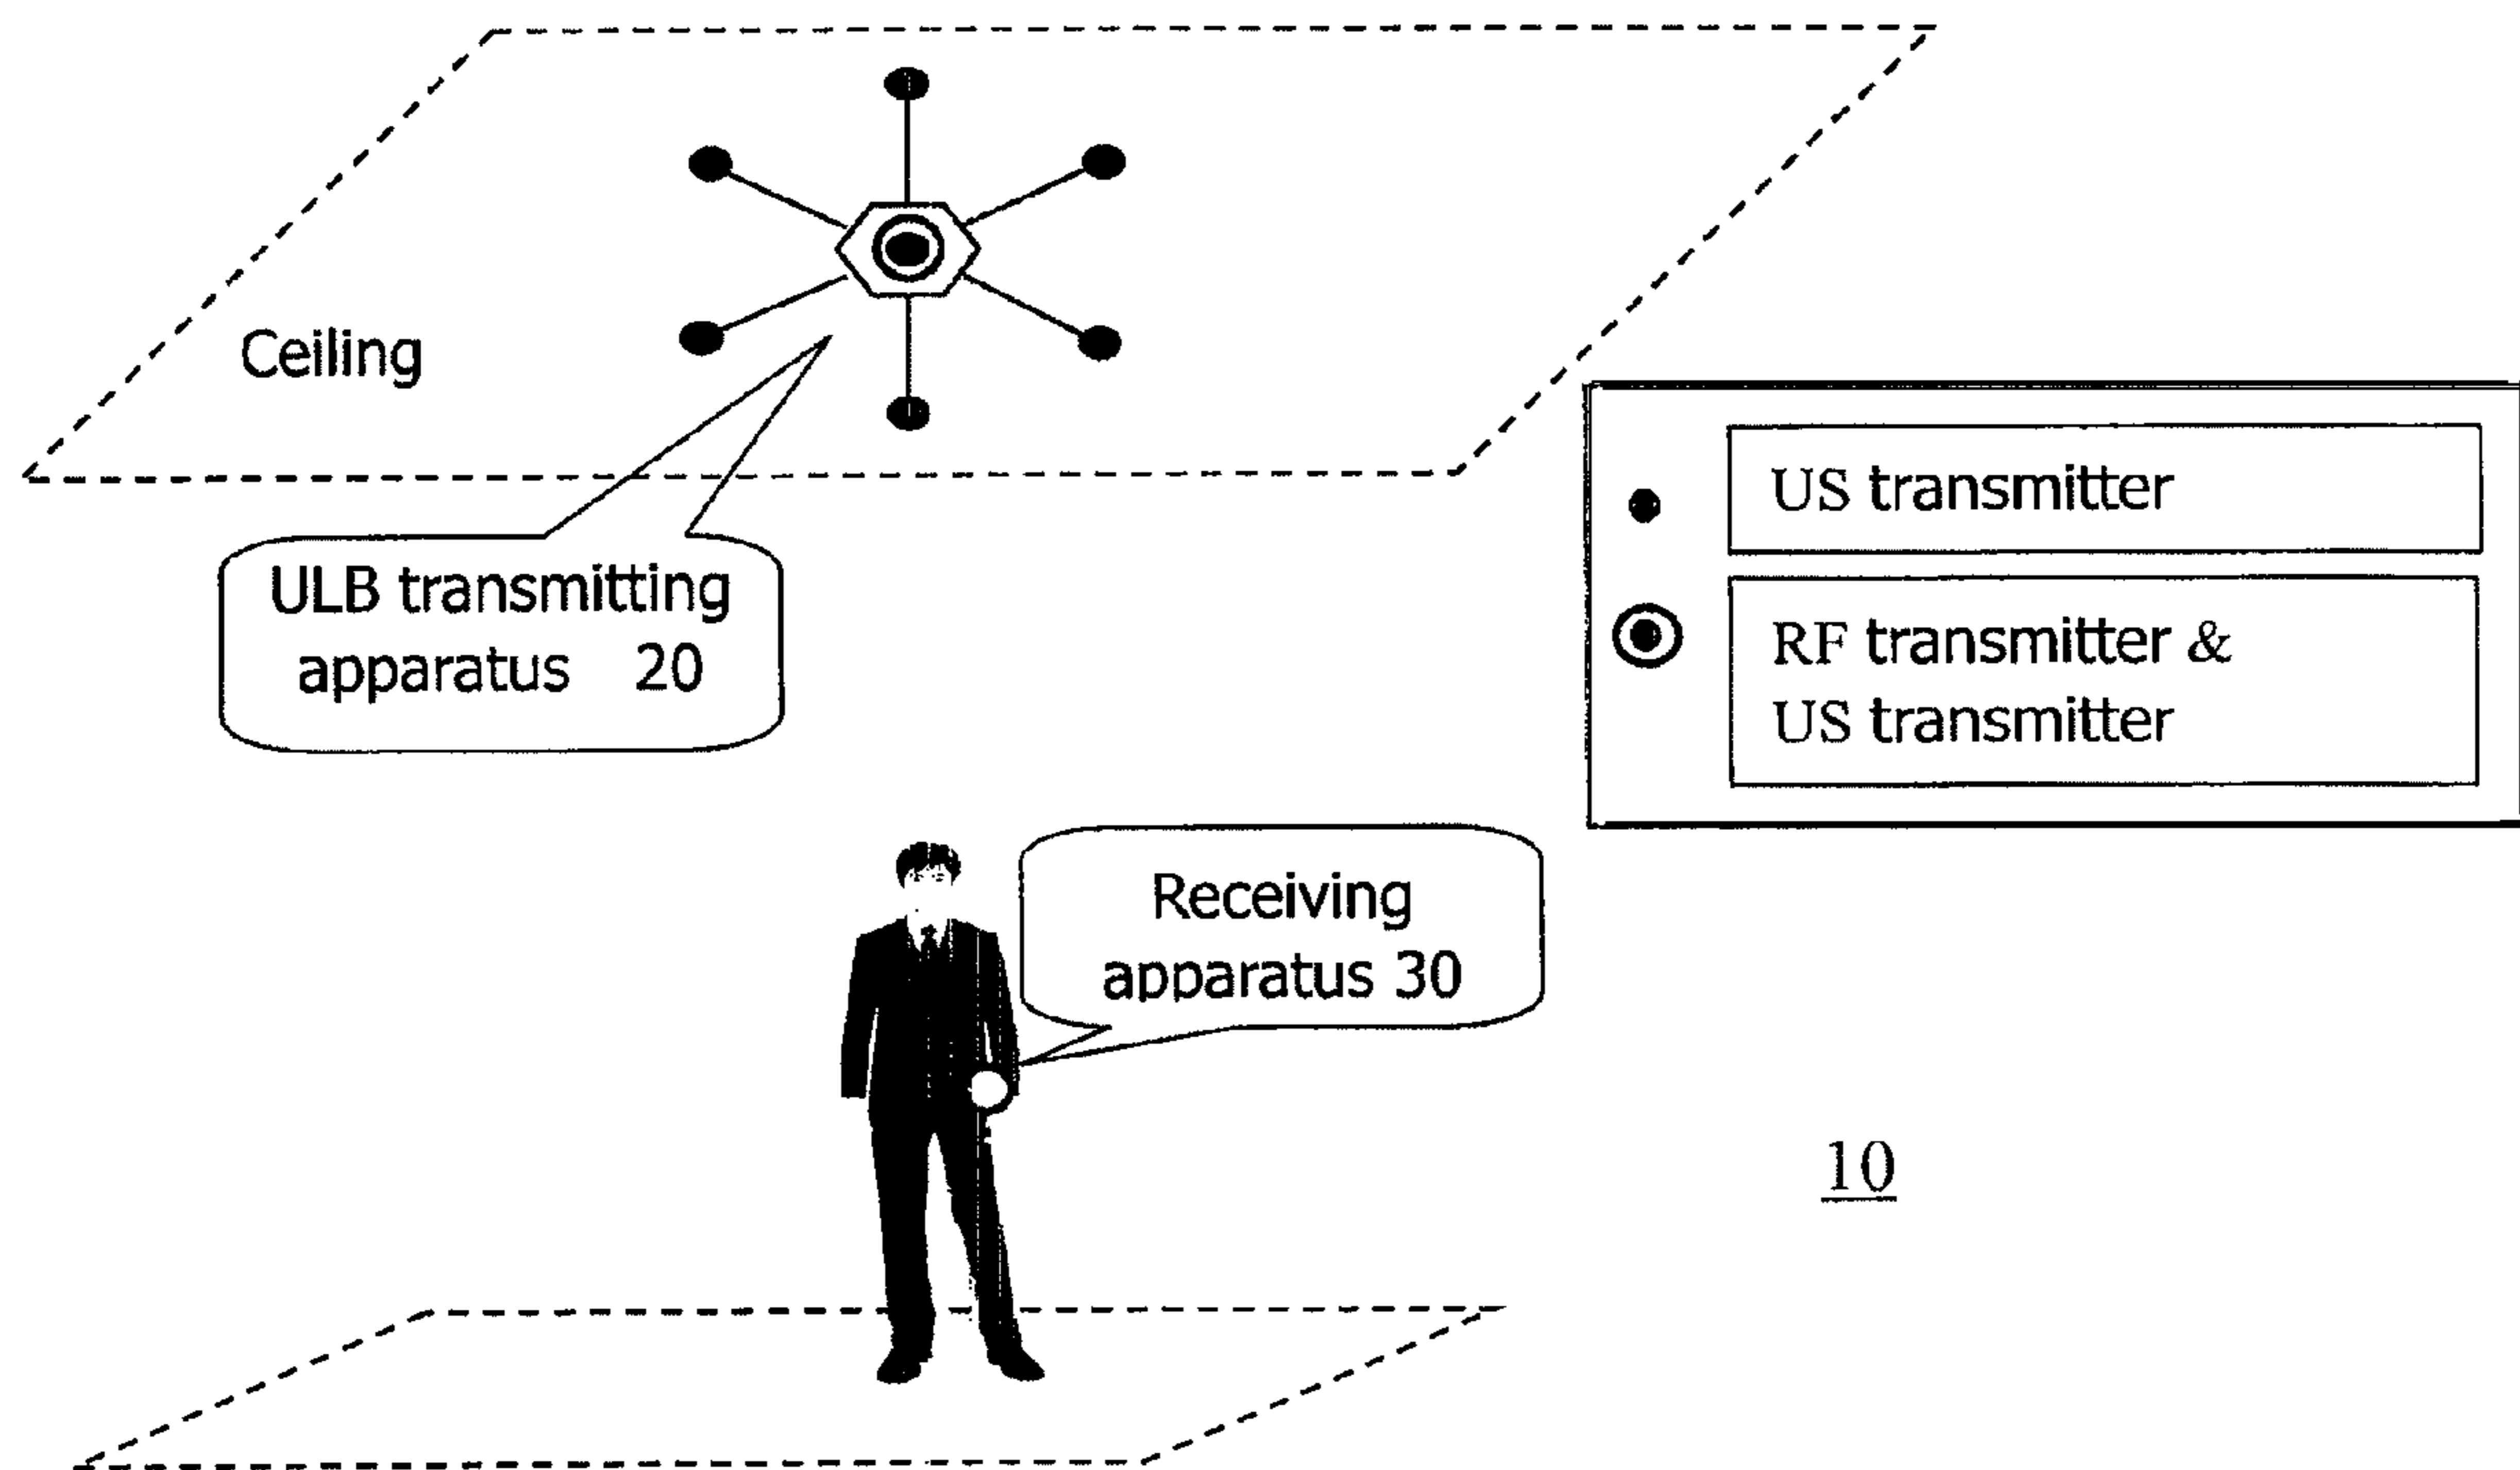 Ceiling
ULB transmitting
apparatus 20
US transmitter
RF transmitter &
US transmitter
Receiving
apparatus 30
10